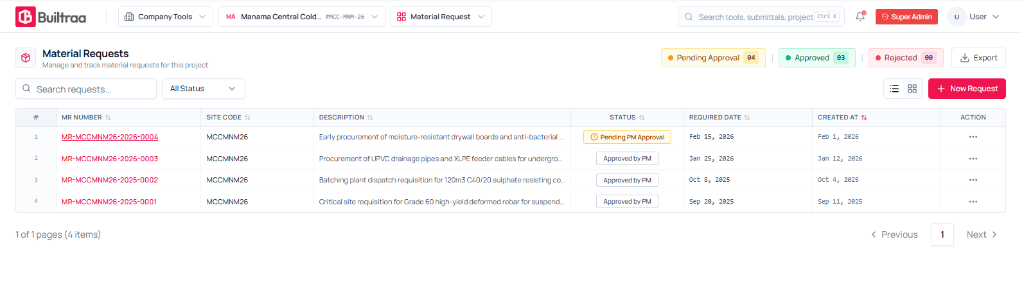 Builtraa
Company Tools
MA Manama Central Cold... #MCC-MNM-26
Material Request
Search tools, submittals, project Ctrl K
Super Admin
U User
Material Requests
Manage and track material requests for this project
Pending Approval 04
Approved 03
Rejected 00
Export
Search requests...
All Status
New Request
# MR NUMBER SITE CODE DESCRIPTION STATUS REQUIRED DATE CREATED AT ACTION
1 MR-MCCMNM26-2026-0004 MCCMNM26 Early procurement of moisture-resistant drywall boards and anti-bacterial ... Pending PM Approval Feb 15, 2026 Feb 1, 2026 ...
2 MR-MCCMNM26-2026-0003 MCCMNM26 Procurement of UPVC drainage pipes and XLPE feeder cables for undergro... Approved by PM Jan 25, 2026 Jan 12, 2026 ...
3 MR-MCCMNM26-2025-0002 MCCMNM26 Batching plant dispatch requisition for 120m3 C40/20 sulphate resisting co... Approved by PM Oct 8, 2025 Oct 4, 2025 ...
4 MR-MCCMNM26-2025-0001 MCCMNM26 Critical site requisition for Grade 60 high-yield deformed rebar for suspend... Approved by PM Sep 20, 2025 Sep 11, 2025 ...
1 of 1 pages (4 items)
Previous 1 Next